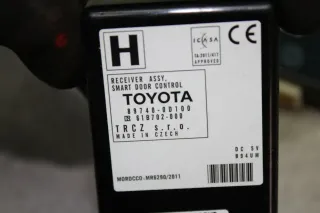 H
ICASA
TA-2011/417
APPROVED
CE
RECEIVER ASSY,
SMART DOOR CONTROL
TOYOTA
89740-0D100
61B702-000
TRCZ s.r.o.
MADE IN CZECH
DC 5V
MOROCCO-MR6290/2011